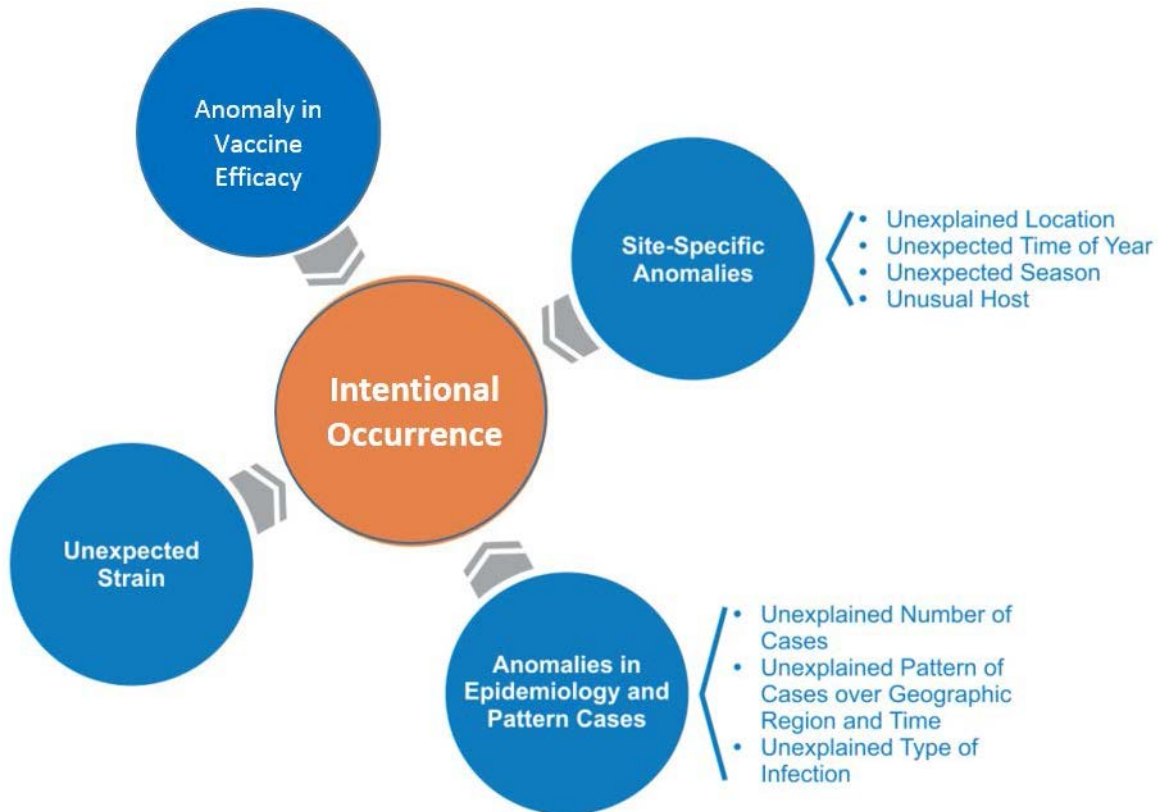 Anomaly in
Vaccine
Efficacy
Site-Specific
Anomalies
• Unexplained Location
• Unexpected Time of Year
• Unexpected Season
• Unusual Host
Intentional
Occurrence
Unexpected
Strain
Anomalies in
Epidemiology and
Pattern Cases
• Unexplained Number of
Cases
• Unexplained Pattern of
Cases over Geographic
Region and Time
• Unexplained Type of
Infection